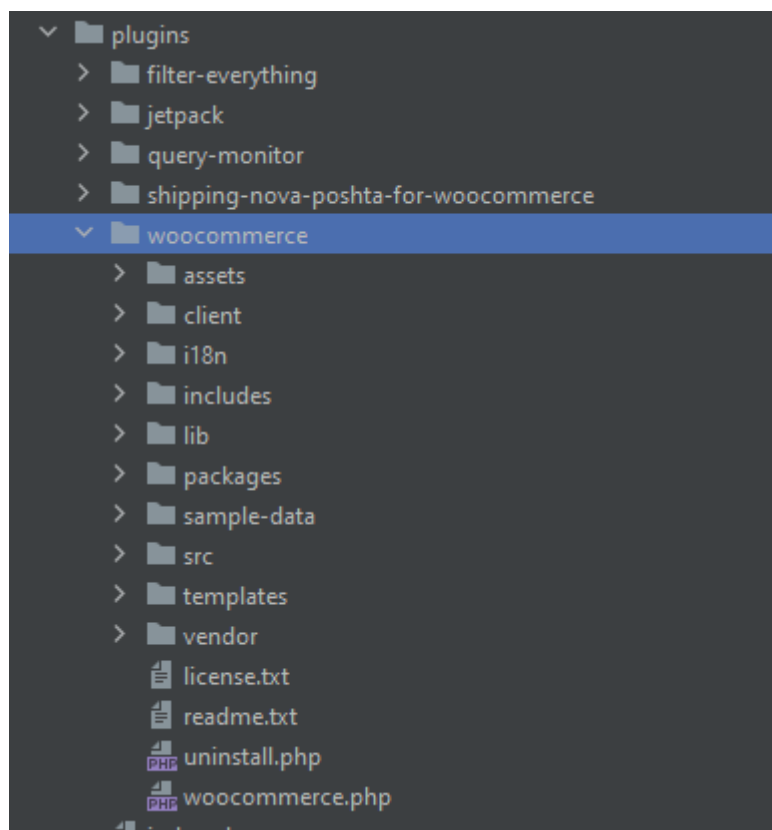 plugins
filter-everything
jetpack
query-monitor
shipping-nova-poshta-for-woocommerce
woocommerce
assets
client
i18n
includes
lib
packages
sample-data
src
templates
vendor
license.txt
readme.txt
PHP uninstall.php
PHP woocommerce.php